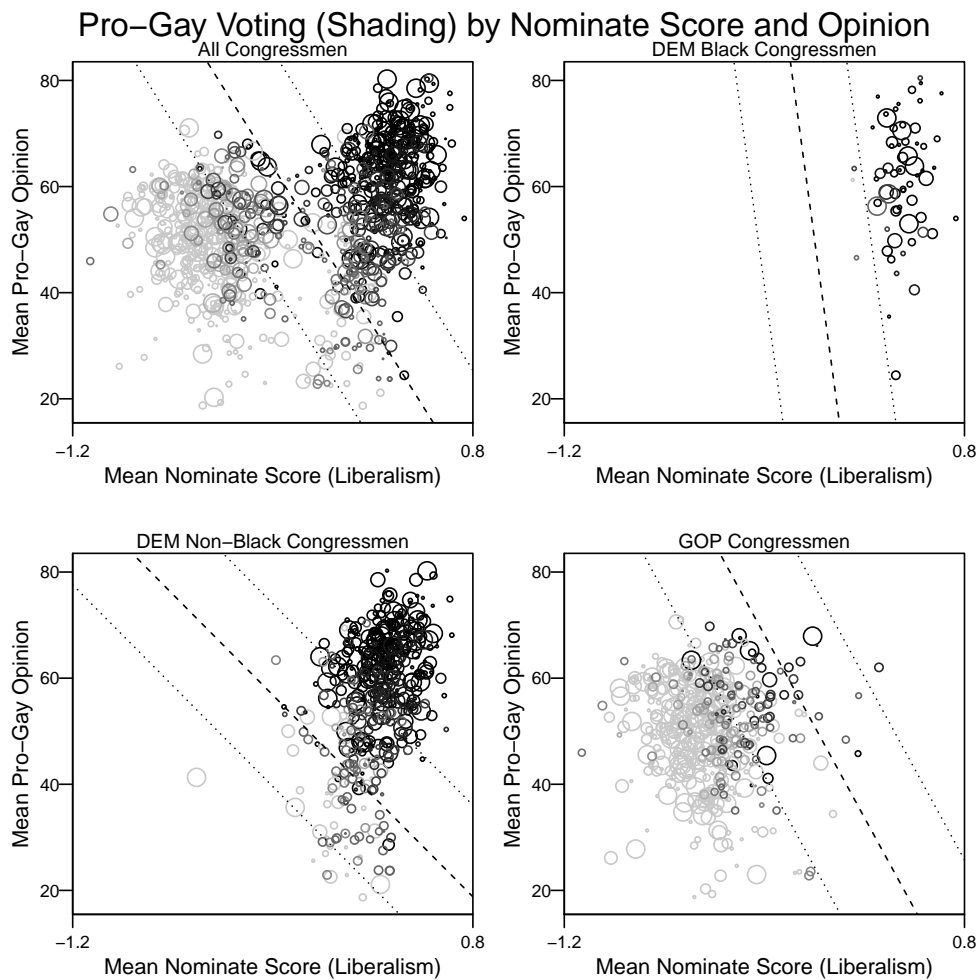 Pro−Gay Voting (Shading) by Nominate Score and Opinion
All Congressmen
80
60
40
20
Mean Pro−Gay Opinion
−1.2 0.8
Mean Nominate Score (Liberalism)
DEM Black Congressmen
80
60
40
20
Mean Pro−Gay Opinion
−1.2 0.8
Mean Nominate Score (Liberalism)
DEM Non−Black Congressmen
80
60
40
20
Mean Pro−Gay Opinion
−1.2 0.8
Mean Nominate Score (Liberalism)
GOP Congressmen
80
60
40
20
Mean Pro−Gay Opinion
−1.2 0.8
Mean Nominate Score (Liberalism)